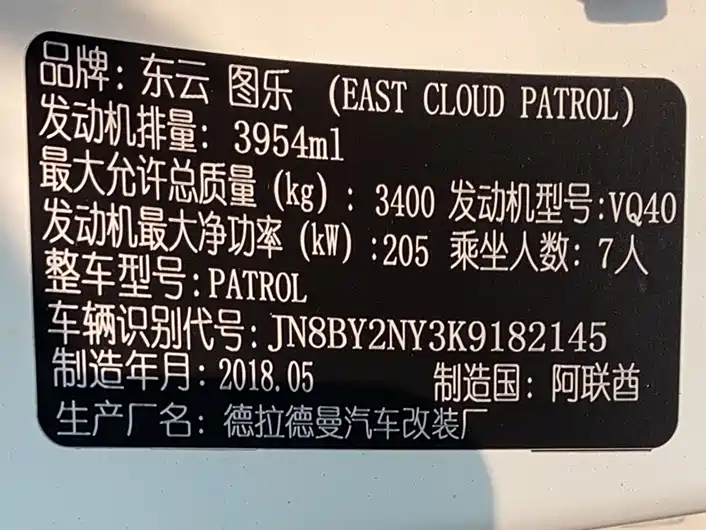 品牌: 东云 图乐 (EAST CLOUD PATROL)
发动机排量: 3954ml
最大允许总质量(kg): 3400 发动机型号:VQ40
发动机最大净功率(kW):205 乘坐人数: 7人
整车型号:PATROL
车辆识别代号:JN8BY2NY3K9182145
制造年月:2018.05 制造国: 阿联酋
生产厂名: 德拉德曼汽车改装厂